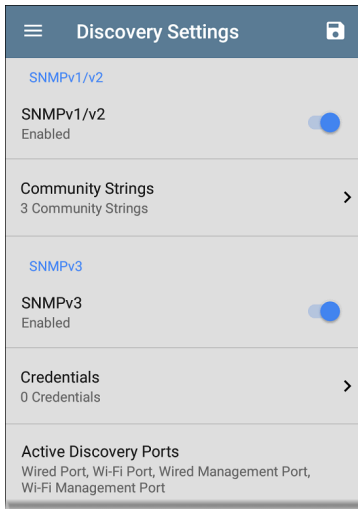 Discovery Settings
SNMPv1/v2
SNMPv1/v2
Enabled
Community Strings
3 Community Strings
SNMPv3
SNMPv3
Enabled
Credentials
0 Credentials
Active Discovery Ports
Wired Port, Wi-Fi Port, Wired Management Port,
Wi-Fi Management Port